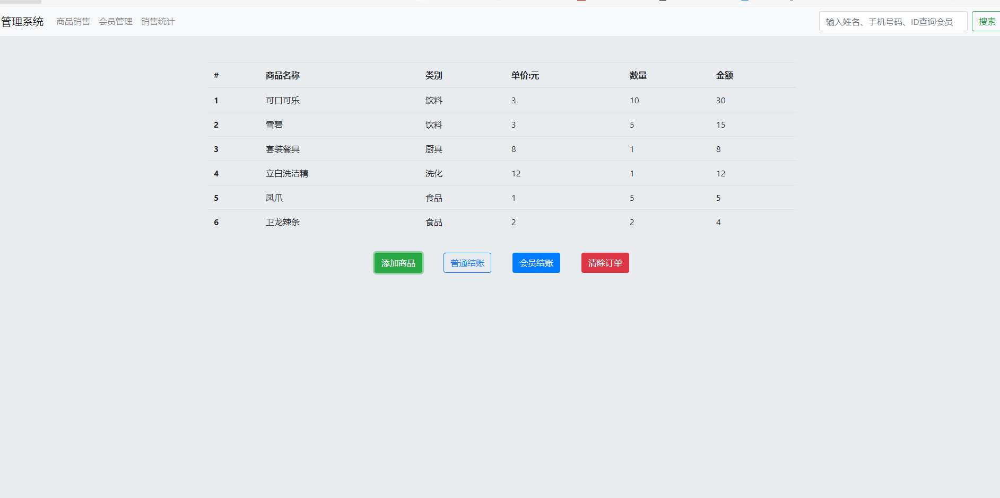 管理系统 商品销售 会员管理 销售统计 输入姓名、手机号码、ID查询会员 搜索
# 商品名称 类别 单价:元 数量 金额
1 可口可乐 饮料 3 10 30
2 雪碧 饮料 3 5 15
3 套装餐具 厨具 8 1 8
4 立白洗洁精 洗化 12 1 12
5 凤爪 食品 1 5 5
6 卫龙辣条 食品 2 2 4
添加商品 普通结账 会员结账 清除订单